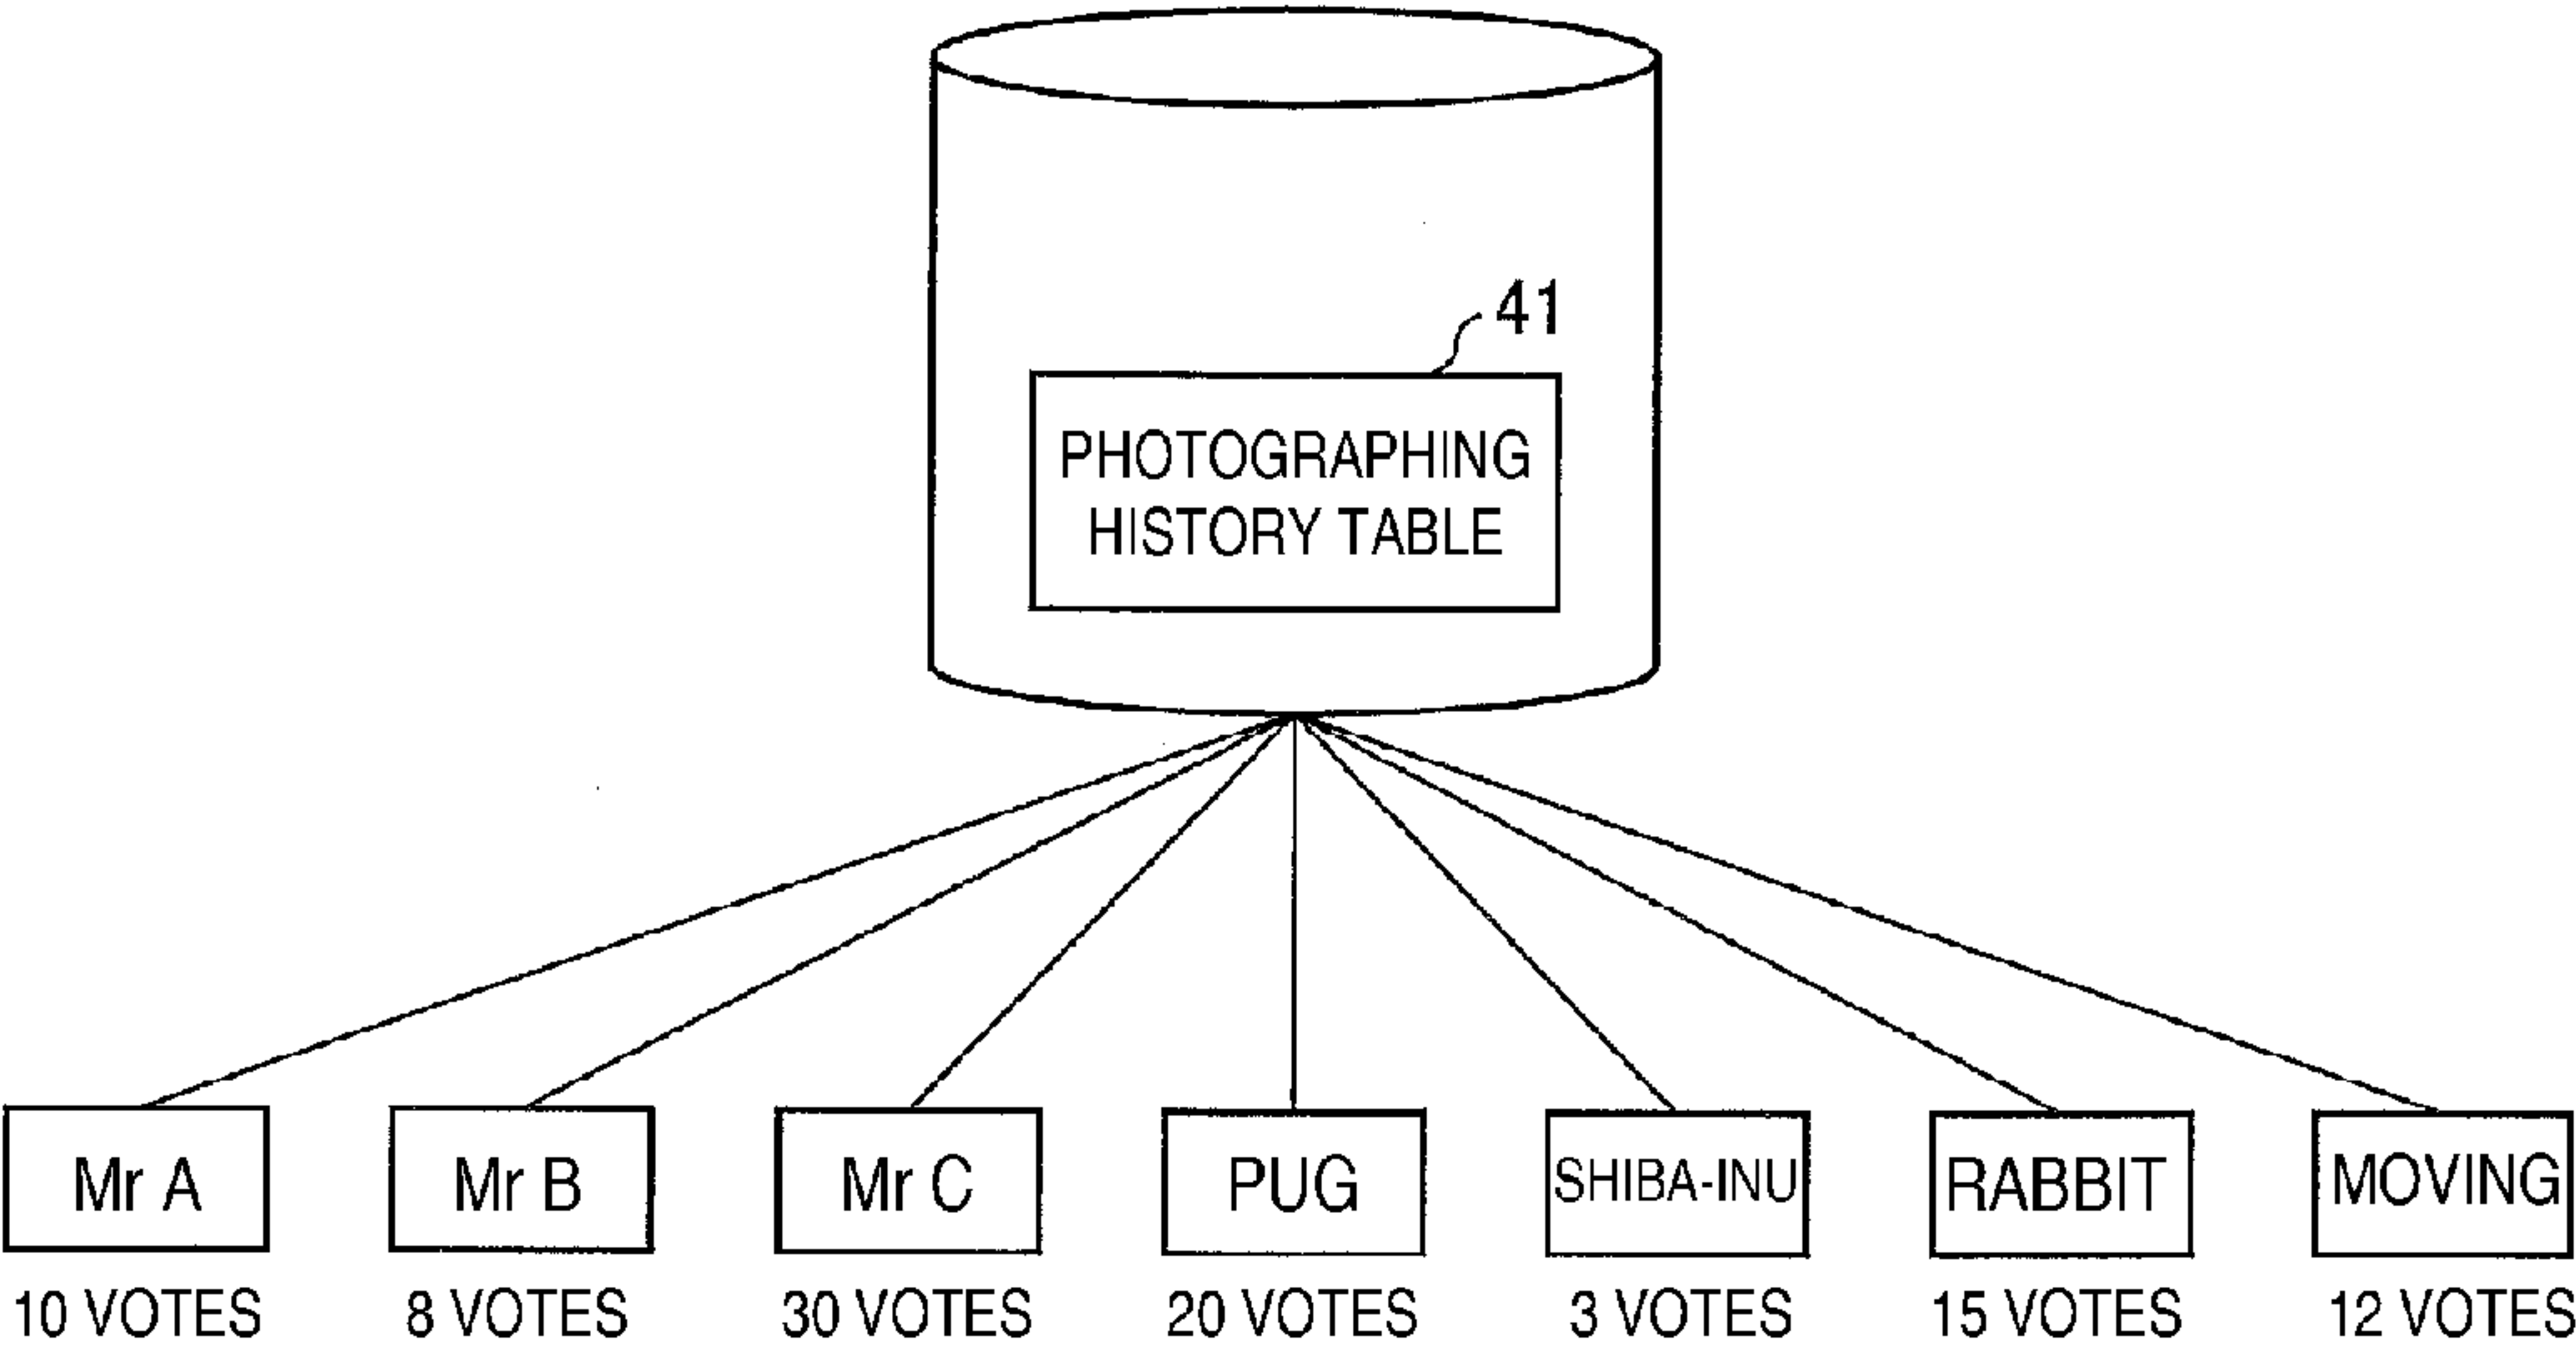 41
PHOTOGRAPHING
HISTORY TABLE
Mr A
Mr B
Mr C
PUG
SHIBA-INU
RABBIT
MOVING
10 VOTES
8 VOTES
30 VOTES
20 VOTES
3 VOTES
15 VOTES
12 VOTES